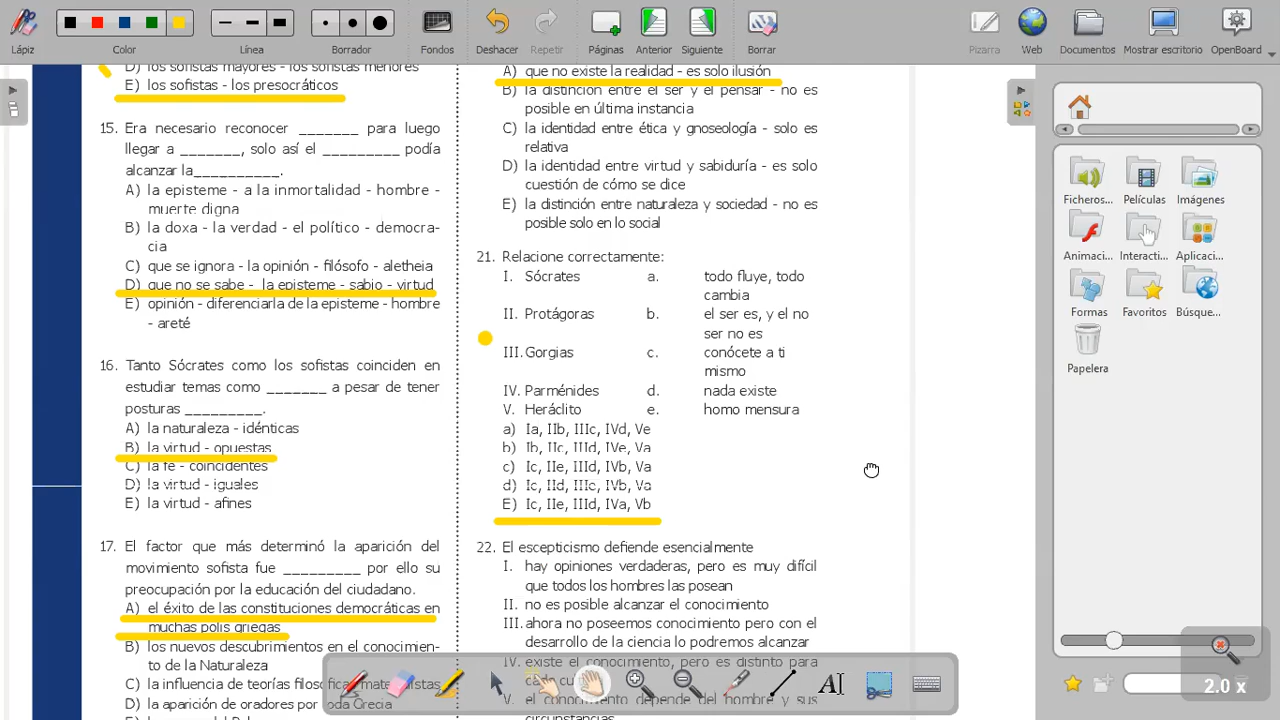 Lápiz
Color
Línea
Borrador
Fondos
Deshacer
Repetir
Páginas
Anterior
Siguiente
Borrar
Pizarra
Web
Documentos
Mostrar escritorio
OpenBoard
D) los sofistas mayores - los sofistas menores
E) los sofistas - los presocráticos
15. Era necesario reconocer _______ para luego
llegar a _______, solo así el _________ podía
alcanzar la__________.
A) la episteme - a la inmortalidad - hombre -
muerte digna
B) la doxa - la verdad - el político - democra-
cia
C) que se ignora - la opinión - filósofo - aletheia
D) que no se sabe - la episteme - sabio - virtud
E) opinión - diferenciarla de la episteme - hombre
- areté
16. Tanto Sócrates como los sofistas coinciden en
estudiar temas como _______ a pesar de tener
posturas _________.
A) la naturaleza - idénticas
B) la virtud - opuestas
C) la fe - coincidentes
D) la virtud - iguales
E) la virtud - afines
17. El factor que más determinó la aparición del
movimiento sofista fue _________ por ello su
preocupación por la educación del ciudadano.
A) el éxito de las constituciones democráticas en
muchas polis griegas
B) los nuevos descubrimientos en el conocimien-
to de la Naturaleza
C) la influencia de teorías filosóficas materialistas
D) la aparición de oradores por toda Grecia
A) que no existe la realidad - es solo ilusión
B) la distinción entre el ser y el pensar - no es
posible en última instancia
C) la identidad entre ética y gnoseología - solo es
relativa
D) la identidad entre virtud y sabiduría - es solo
cuestión de cómo se dice
E) la distinción entre naturaleza y sociedad - no es
posible solo en lo social
21. Relacione correctamente:
I. Sócrates a. todo fluye, todo
cambia
II. Protágoras b. el ser es, y el no
ser no es
III. Gorgias c. conócete a ti
mismo
IV. Parménides d. nada existe
V. Heráclito e. homo mensura
a) Ia, IIb, IIIc, IVd, Ve
b) Ib, IIc, IIId, IVe, Va
c) Ic, IIe, IIId, IVb, Va
d) Ic, IId, IIIc, IVb, Va
E) Ic, IIe, IIId, IVa, Vb
22. El escepticismo defiende esencialmente
I. hay opiniones verdaderas, pero es muy difícil
que todos los hombres las posean
II. no es posible alcanzar el conocimiento
III. ahora no poseemos conocimiento pero con el
desarrollo de la ciencia lo podremos alcanzar
IV. existe el conocimiento, pero es distinto para
V. el conocimiento depende del hombre y sus
circunstancias
Ficheros...
Películas
Imágenes
Animaci...
Interacti...
Aplicaci...
Formas
Favoritos
Búsque...
Papelera
2.0 x